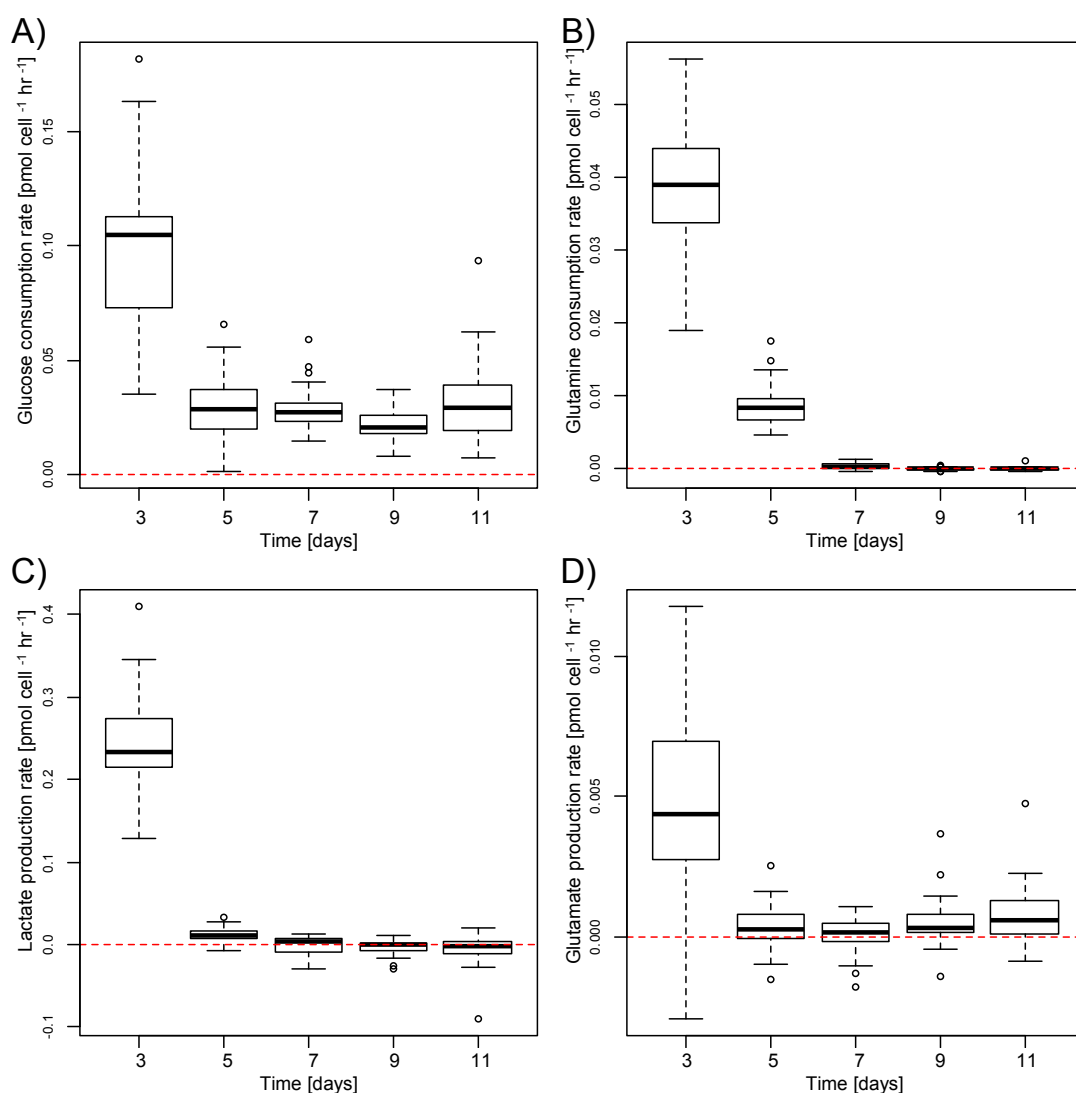 A)
Glucose consumption rate [pmol cell ⁻¹ hr ⁻¹]
0.15
0.10
0.05
0.00
3 5 7 9 11
Time [days]
B)
Glutamine consumption rate [pmol cell ⁻¹ hr ⁻¹]
0.05
0.04
0.03
0.02
0.01
0.00
3 5 7 9 11
Time [days]
C)
Lactate production rate [pmol cell ⁻¹ hr ⁻¹]
0.4
0.3
0.2
0.1
0.0
-0.1
3 5 7 9 11
Time [days]
D)
Glutamate production rate [pmol cell ⁻¹ hr ⁻¹]
0.010
0.005
0.000
3 5 7 9 11
Time [days]